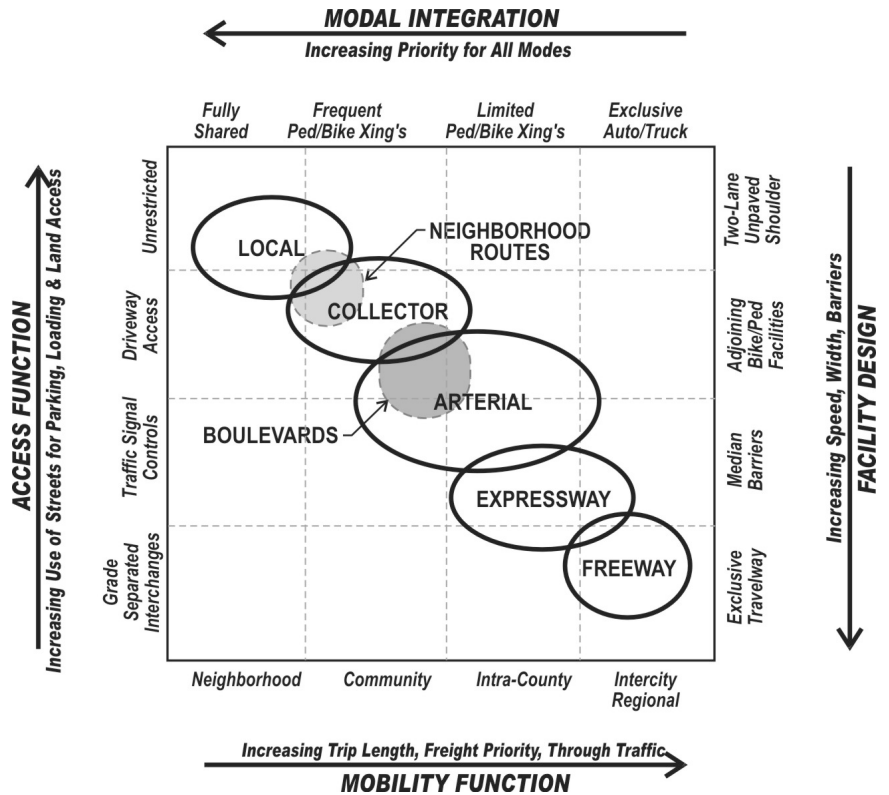 MODAL INTEGRATION
Increasing Priority for All Modes
Fully
Shared
Frequent
Ped/Bike Xing's
Limited
Ped/Bike Xing's
Exclusive
Auto/Truck
ACCESS FUNCTION
Increasing Use of Streets for Parking, Loading & Land Access
Unrestricted
Driveway
Access
Traffic Signal
Controls
Grade
Separated
Interchanges
LOCAL
NEIGHBORHOOD
ROUTES
COLLECTOR
ARTERIAL
BOULEVARDS
EXPRESSWAY
FREEWAY
Two-Lane
Unpaved
Shoulder
Adjoining
Bike/Ped
Facilities
Median
Barriers
Exclusive
Travelway
Increasing Speed, Width, Barriers
FACILITY DESIGN
Neighborhood
Community
Intra-County
Intercity
Regional
Increasing Trip Length, Freight Priority, Through Traffic
MOBILITY FUNCTION